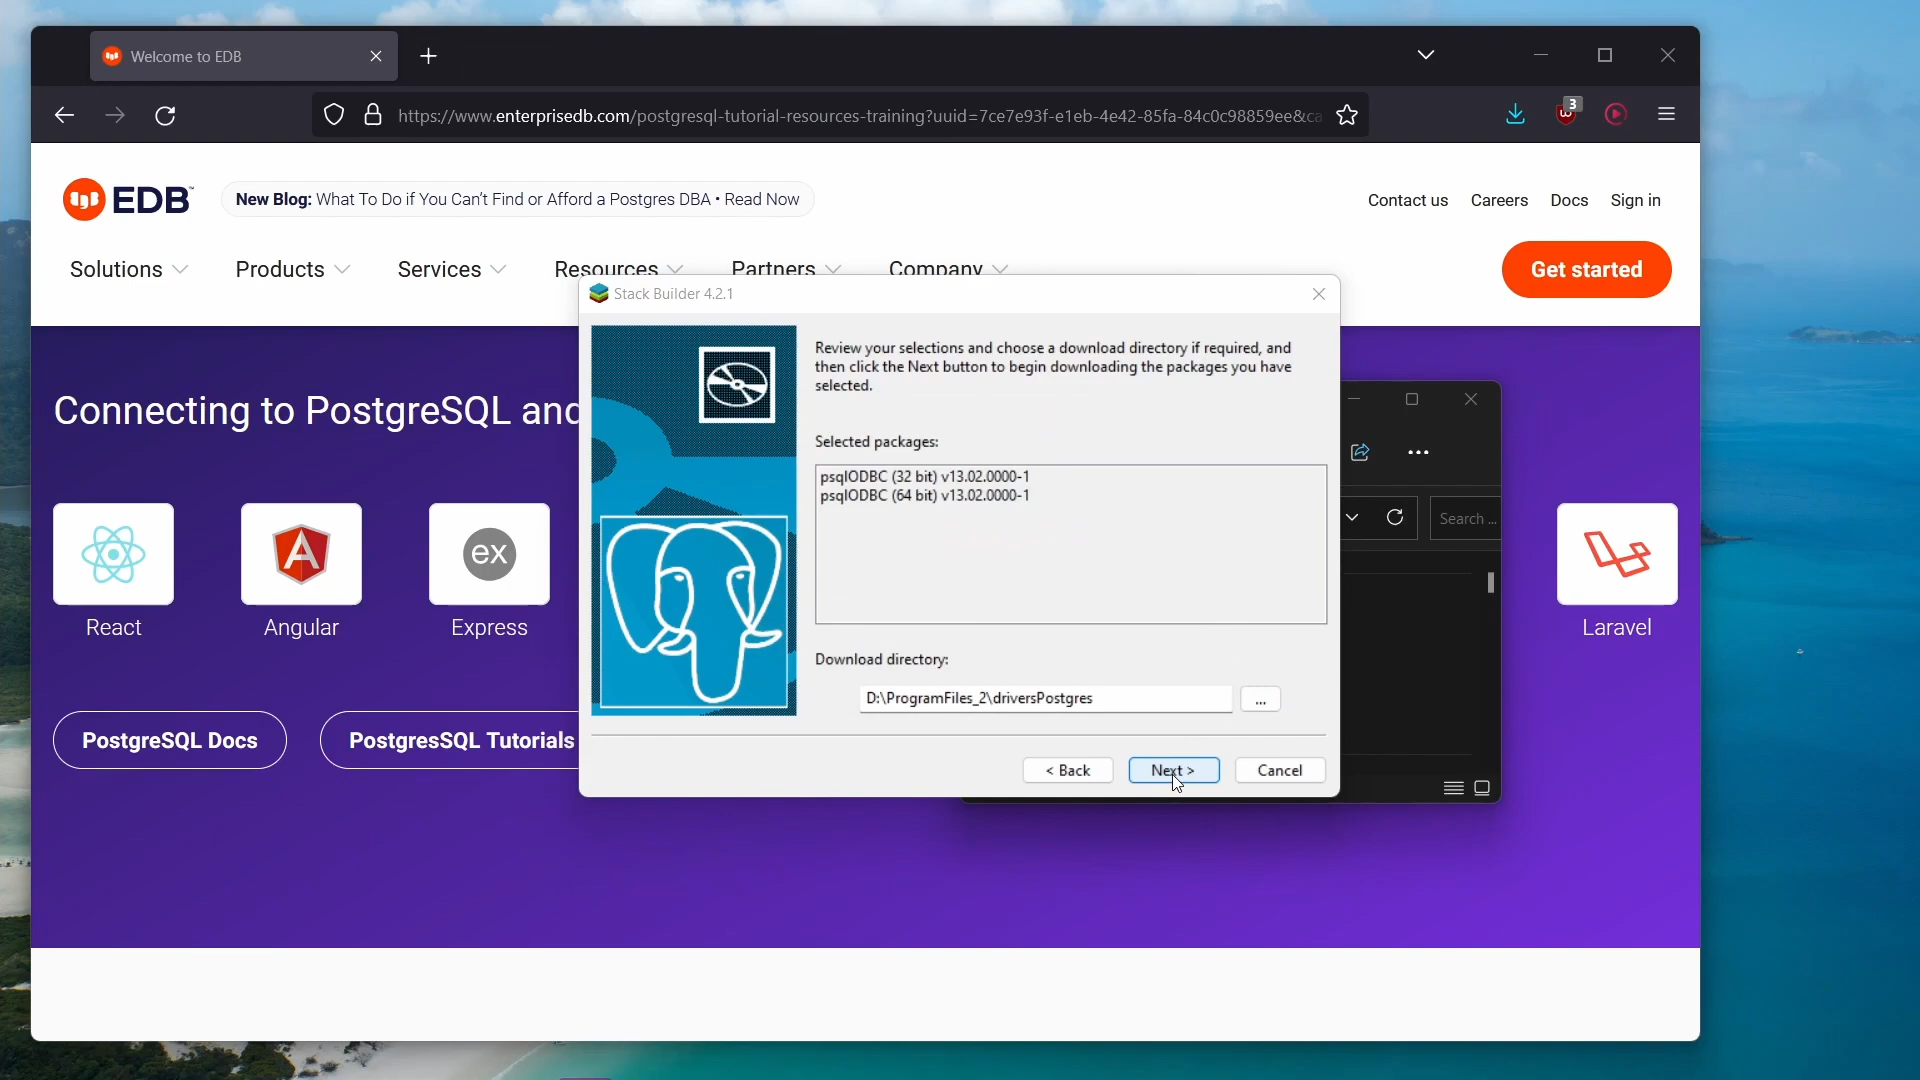 Welcome to EDB
https://www.enterprisedb.com/postgresql-tutorial-resources-training?uuid=7ce7e93f-e1eb-4e42-85fa-84c0c98859ee&ca
3
EDB
New Blog: What To Do if You Can't Find or Afford a Postgres DBA • Read Now
Contact us Careers Docs Sign in
Solutions Products Services Resources Partners Company
Get started
Stack Builder 4.2.1
Review your selections and choose a download directory if required, and
then click the Next button to begin downloading the packages you have
selected.
Connecting to PostgreSQL and
Selected packages:
psqlODBC (32 bit) v13.02.0000-1
psqlODBC (64 bit) v13.02.0000-1
Search ...
ex
React
Angular
Express
Laravel
Download directory:
D:\ProgramFiles_2\driversPostgres
...
PostgreSQL Docs
PostgresSQL Tutorials
< Back
Next >
Cancel